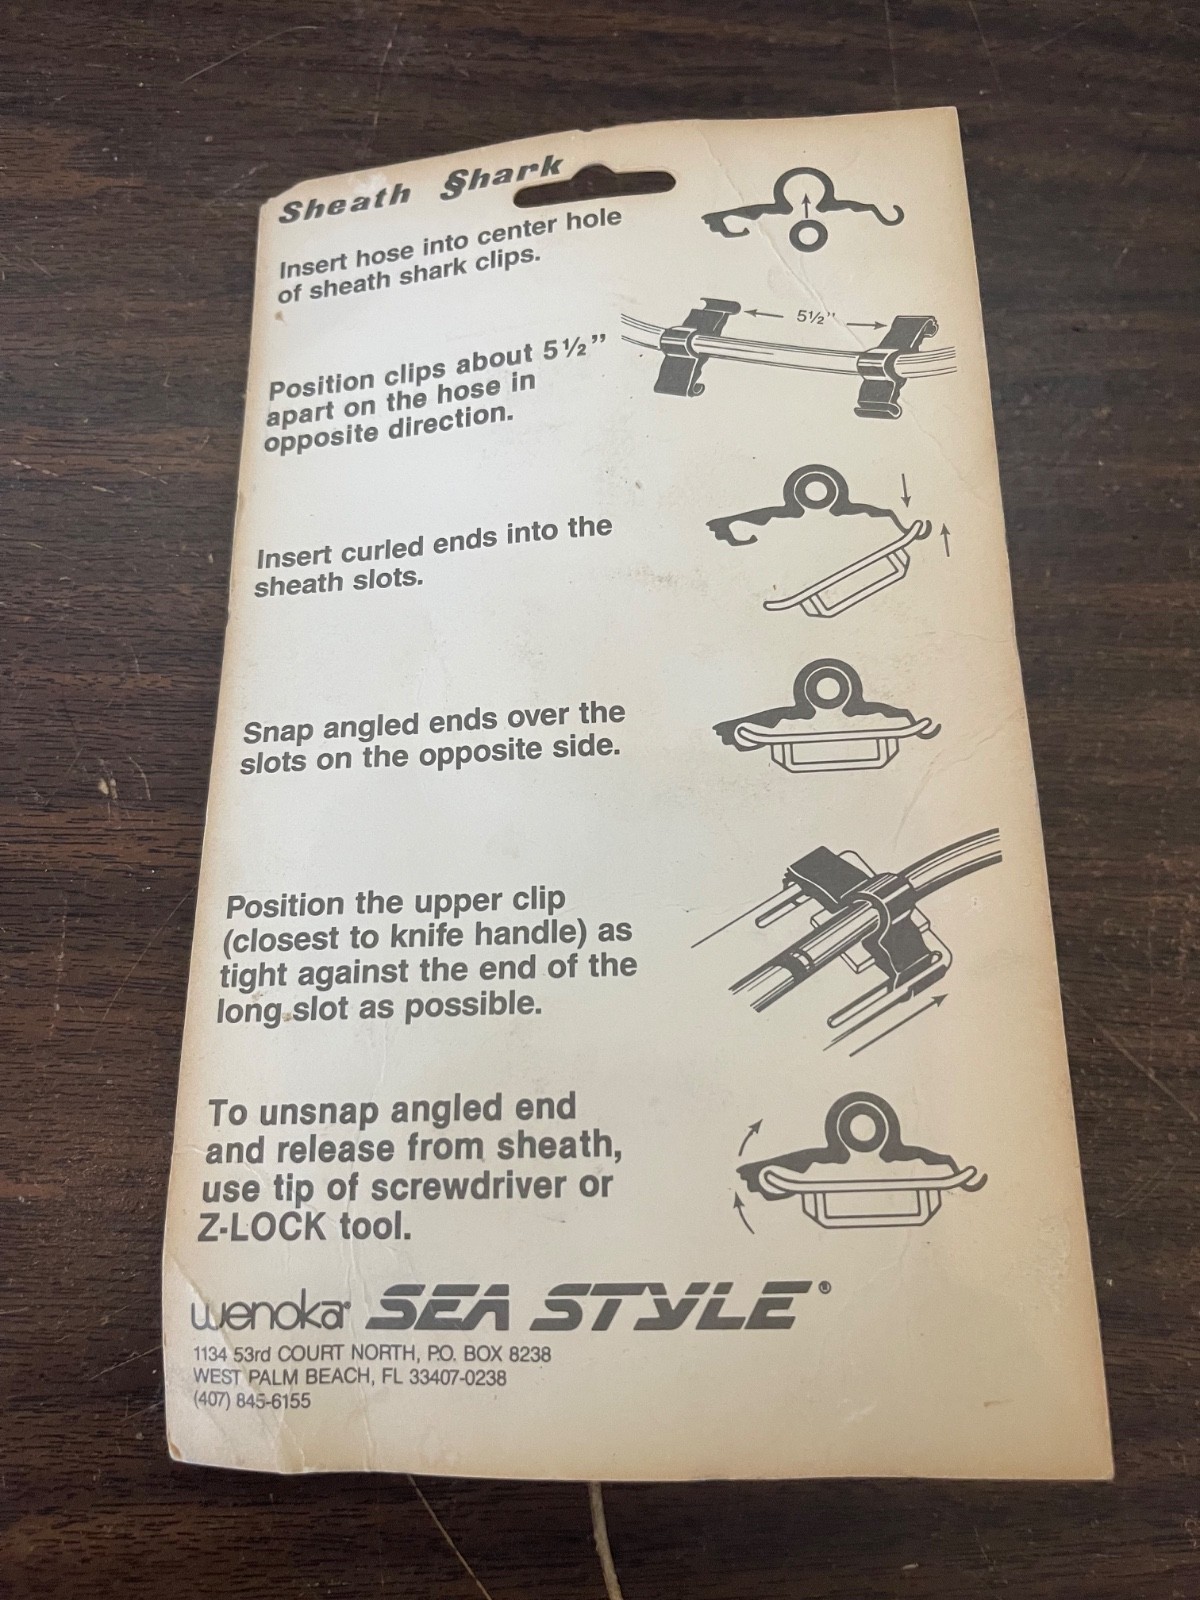 Sheath Shark
Insert hose into center hole
of sheath shark clips.
5½"
Position clips about 5½”
apart on the hose in
opposite direction.
Insert curled ends into the
sheath slots.
Snap angled ends over the
slots on the opposite side.
Position the upper clip
(closest to knife handle) as
tight against the end of the
long slot as possible.
To unsnap angled end
and release from sheath,
use tip of screwdriver or
Z-LOCK tool.
wenoka® SEA STYLE®
1134 53rd COURT NORTH, P.O. BOX 8238
WEST PALM BEACH, FL 33407-0238
(407) 845-6155